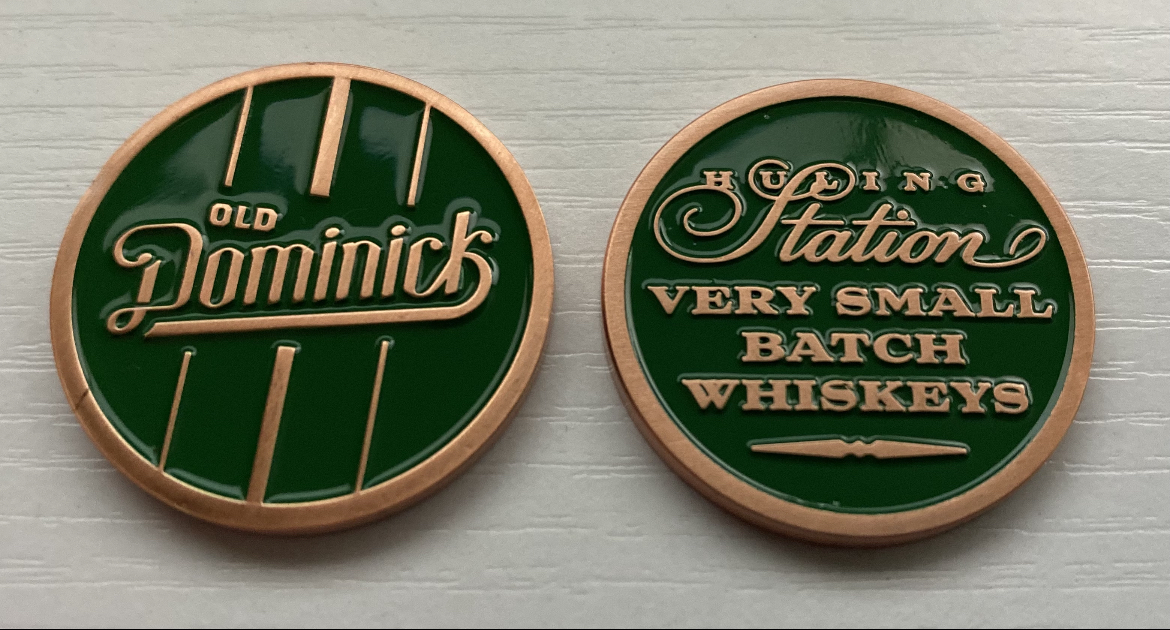 OLD
Dominick
HULING
Station
VERY SMALL
BATCH
WHISKEYS